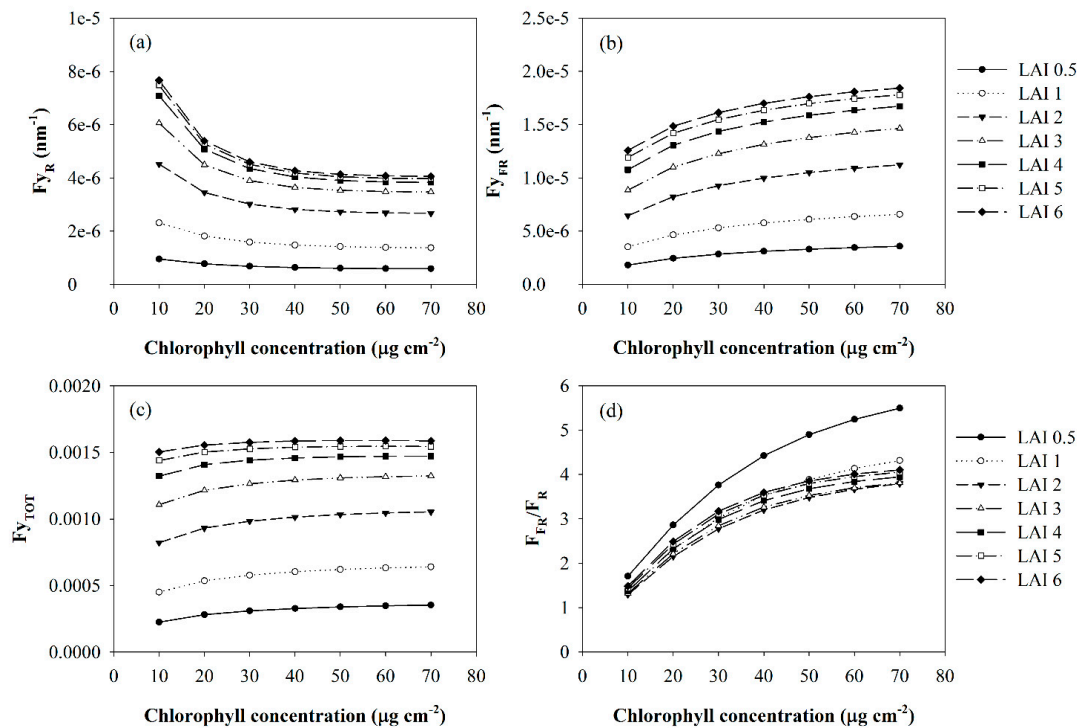 (a)
1e-5
8e-6
6e-6
4e-6
2e-6
0
Fy_R (nm⁻¹)
0 10 20 30 40 50 60 70 80
Chlorophyll concentration (μg cm⁻²)
(b)
2.5e-5
2.0e-5
1.5e-5
1.0e-5
5.0e-6
0.0
Fy_FR (nm⁻¹)
0 10 20 30 40 50 60 70 80
Chlorophyll concentration (μg cm⁻²)
LAI 0.5
LAI 1
LAI 2
LAI 3
LAI 4
LAI 5
LAI 6
(c)
0.0020
0.0015
0.0010
0.0005
0.0000
Fy_TOT
0 10 20 30 40 50 60 70 80
Chlorophyll concentration (μg cm⁻²)
(d)
6
5
4
3
2
1
0
F_FR/F_R
0 10 20 30 40 50 60 70 80
Chlorophyll concentration (μg cm⁻²)
LAI 0.5
LAI 1
LAI 2
LAI 3
LAI 4
LAI 5
LAI 6